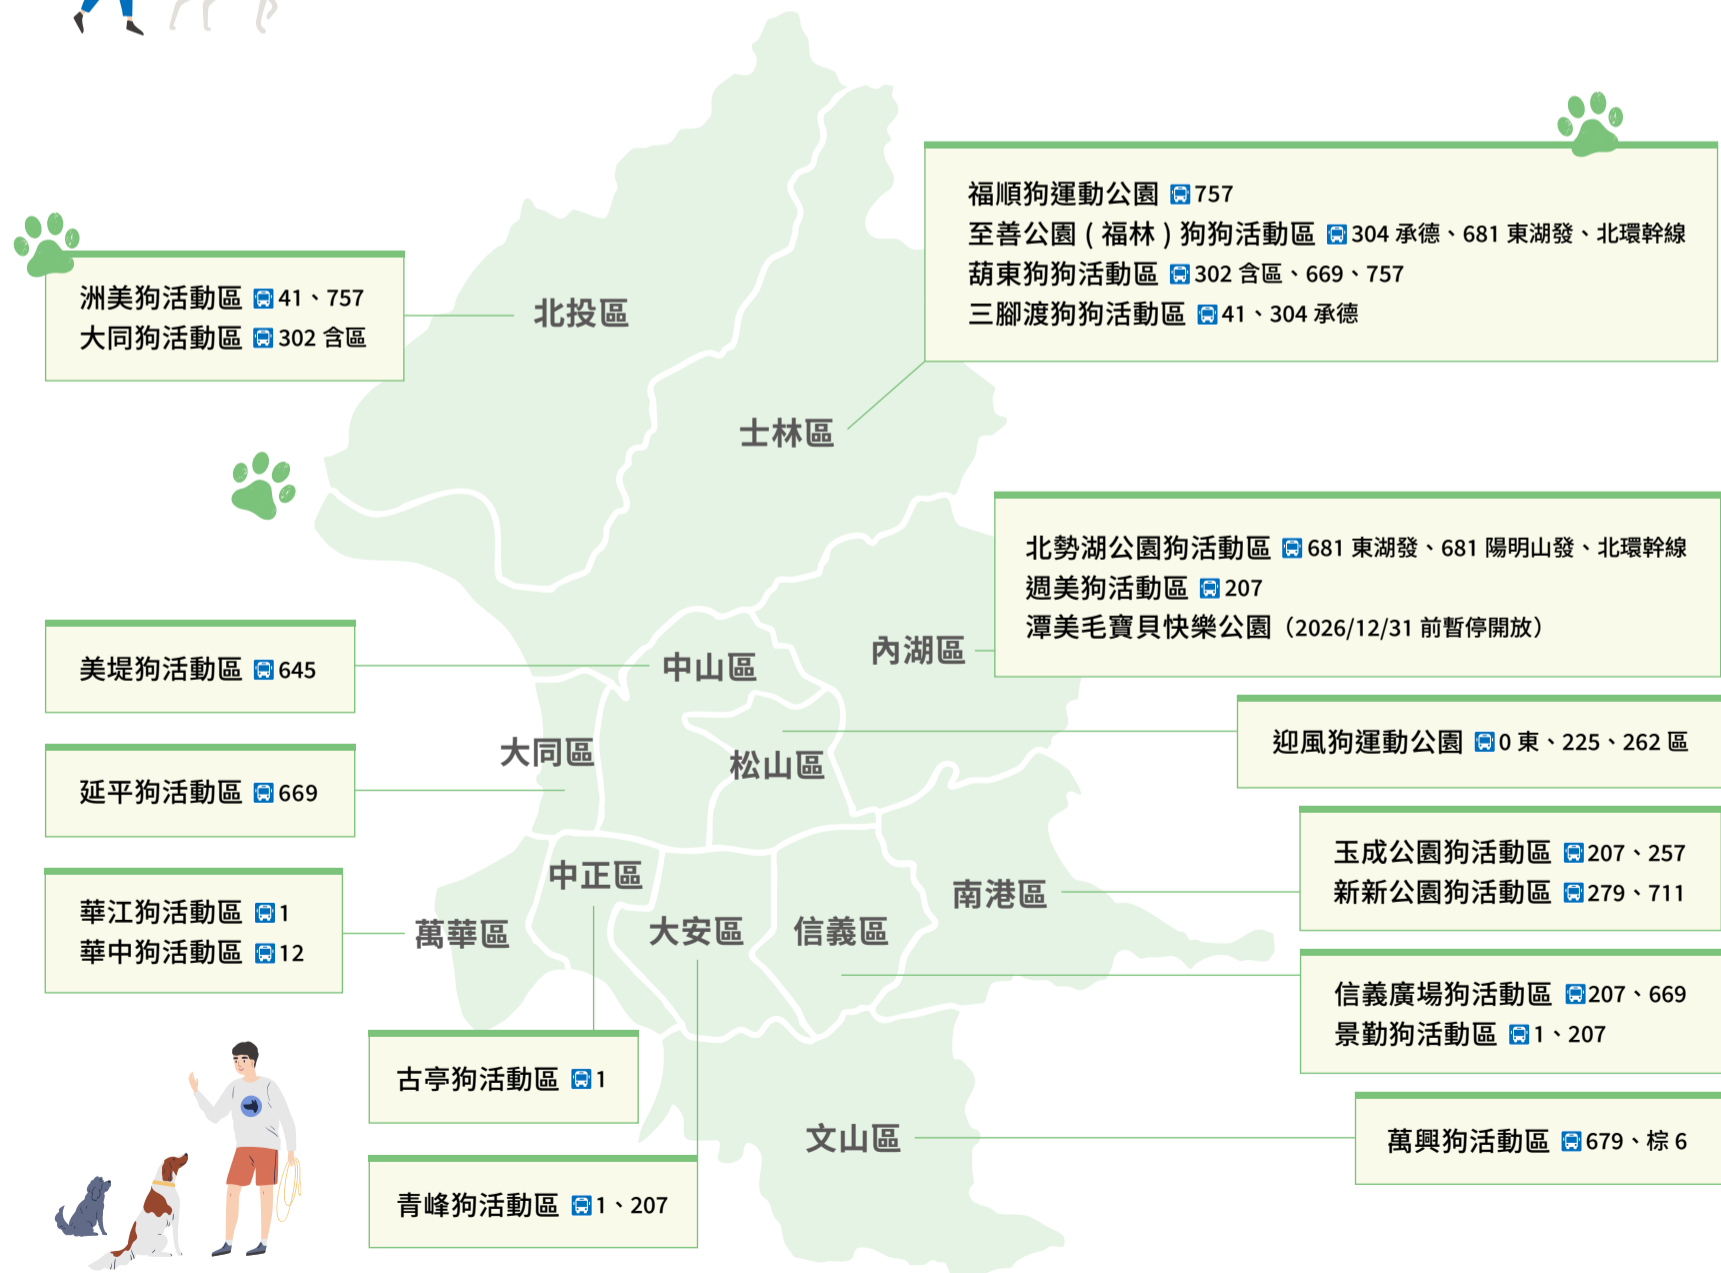 福順狗運動公園 757
至善公園 ( 福林 ) 狗狗活動區 304 承德、681 東湖發、北環幹線
葫東狗狗活動區 302 含區、669、757
三腳渡狗狗活動區 41、304 承德
洲美狗活動區 41、757
大同狗活動區 302 含區
北投區
士林區
北勢湖公園狗活動區 681 東湖發、681 陽明山發、北環幹線
週美狗活動區 207
潭美毛寶貝快樂公園（2026/12/31 前暫停開放）
內湖區
美堤狗活動區 645
中山區
迎風狗運動公園 0 東、225、262 區
大同區
松山區
延平狗活動區 669
玉成公園狗活動區 207、257
新新公園狗活動區 279、711
中正區
南港區
華江狗活動區 1
華中狗活動區 12
萬華區
大安區
信義區
信義廣場狗活動區 207、669
景勤狗活動區 1、207
古亭狗活動區 1
文山區
萬興狗活動區 679、棕 6
青峰狗活動區 1、207